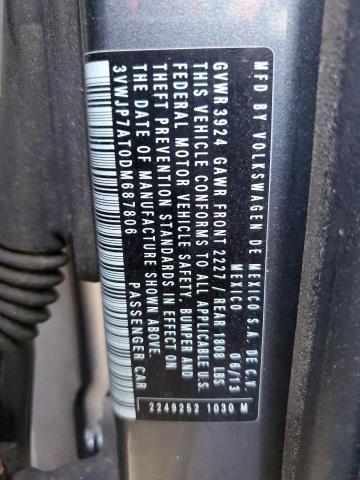 MFD BY VOLKSWAGEN DE MEXICO S.A. DE C.V.
MEXICO 06/13
GVWR 3924 GAWR FRONT 2227 // REAR 1808 LBS
THIS VEHICLE CONFORMS TO ALL APPLICABLE U.S.
FEDERAL MOTOR VEHICLE SAFETY, BUMPER AND
THEFT PREVENTION STANDARDS IN EFFECT ON
THE DATE OF MANUFACTURE SHOWN ABOVE.
3VWJP7AT0DM687806 PASSENGER CAR
2249252 1030 M